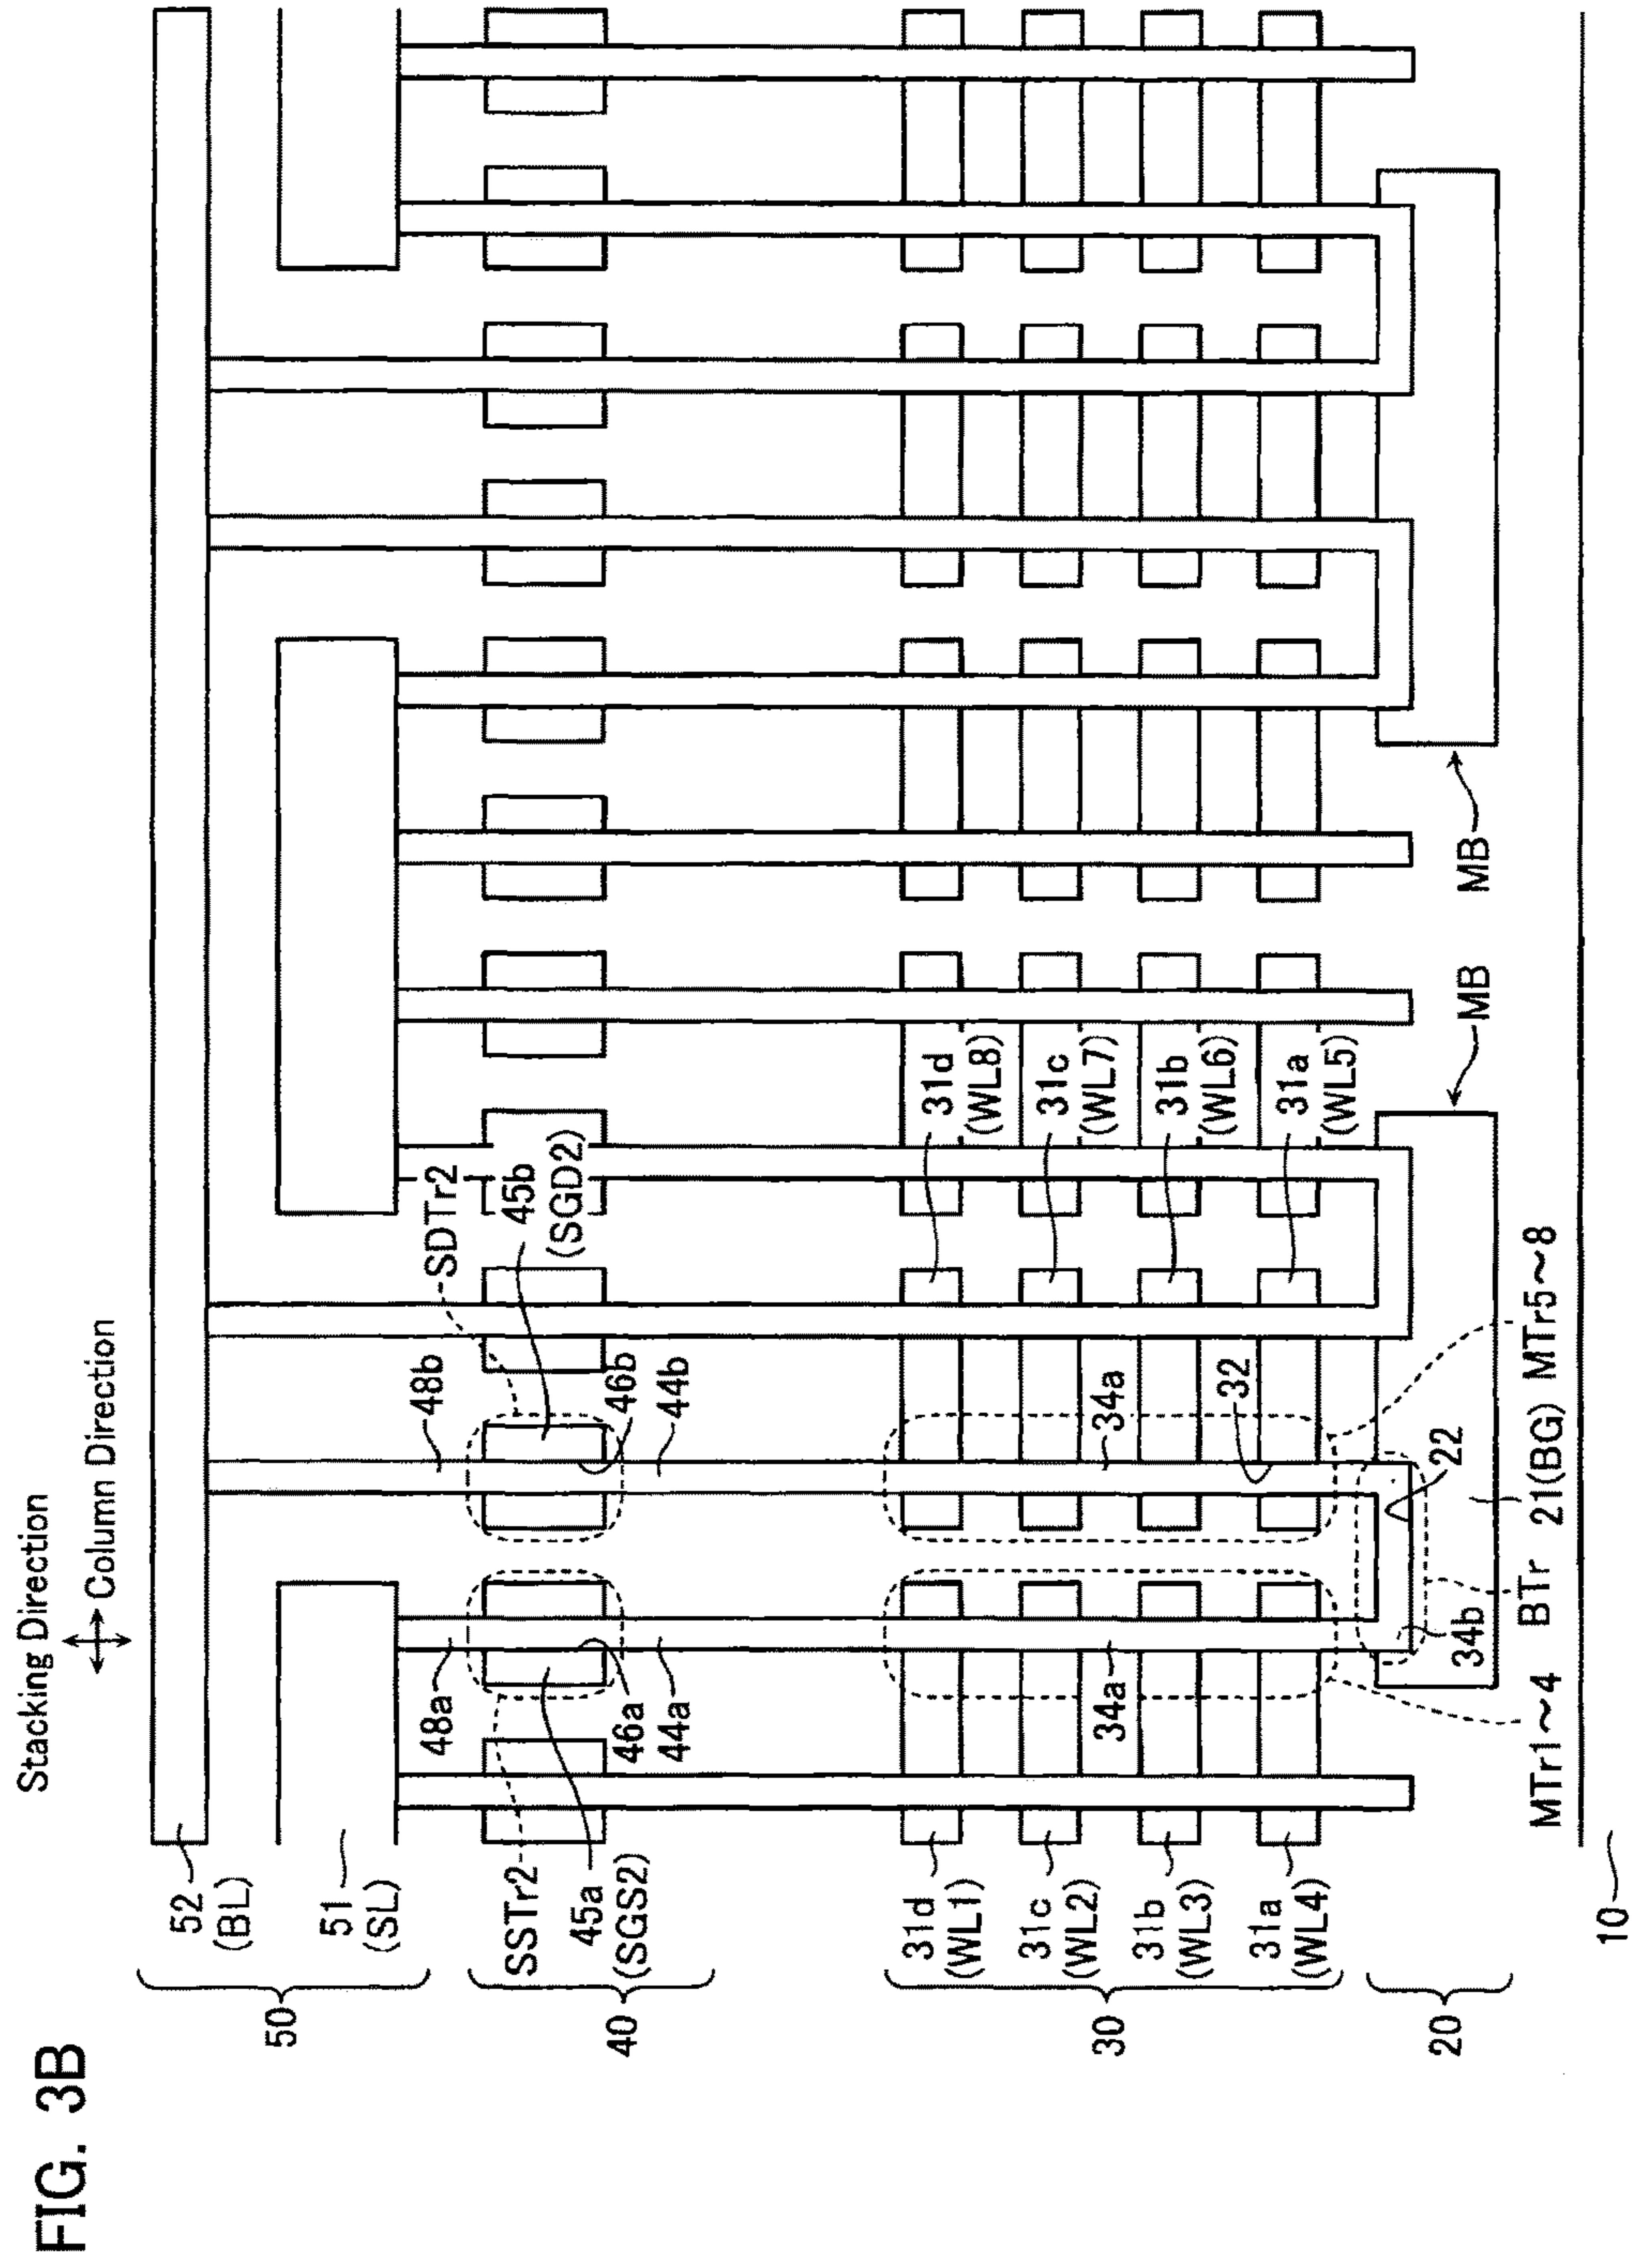 FIG. 3B
Stacking Direction
Column Direction
50
52
(BL)
51
(SL)
48a
48b
SDTr2
40
SSTr2
45a
(SGS2)
45b
(SGD2)
46a
46b
44a
44b
30
31d
(WL1)
31c
(WL2)
31b
(WL3)
31a
(WL4)
34a
34a
32
31d
(WL8)
31c
(WL7)
31b
(WL6)
31a
(WL5)
20
34b
22
MB
MB
MTr1~4
BTr
21(BG)
MTr5~8
10